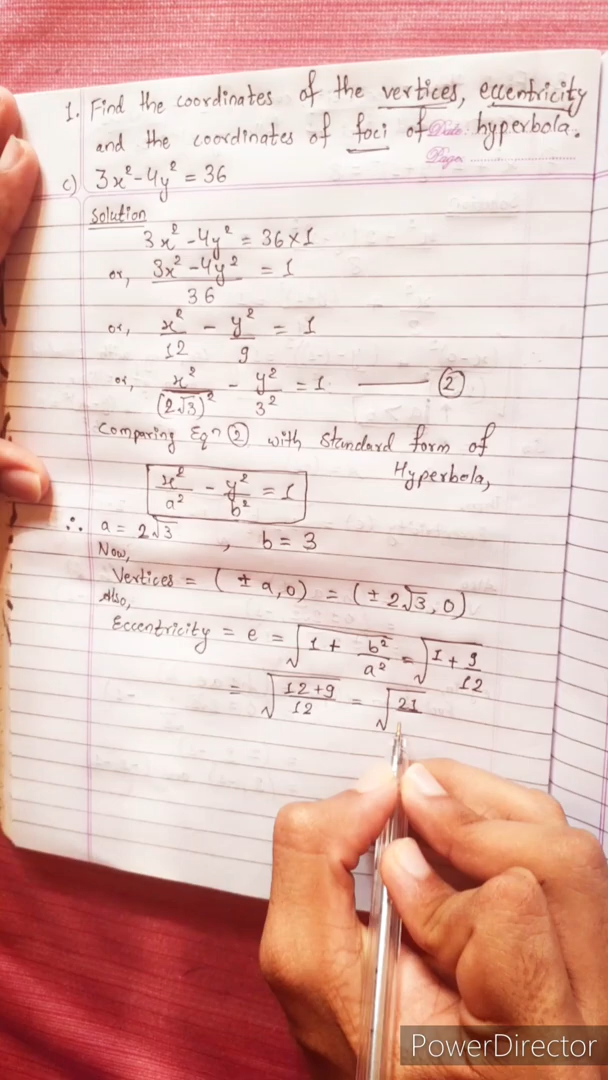 1. Find the coordinates of the vertices, eccentricity
and the coordinates of foci of hyperbola.
Date:
Page:
c) 3x² - 4y² = 36
Solution
3x² - 4y² = 36 × 1
or, (3x² - 4y²)/36 = 1
or, x²/12 - y²/9 = 1
or, x²/(2√3)² - y²/3² = 1 ——— ②
Comparing Eqn ② with standard form of
Hyperbola,
x²/a² - y²/b² = 1
∴ a = 2√3 , b = 3
Now,
Vertices = (± a, 0) = (± 2√3, 0)
Also,
Eccentricity = e = √(1 + b²/a²) = √(1 + 9/12)
= √((12+9)/12) = √(21
PowerDirector